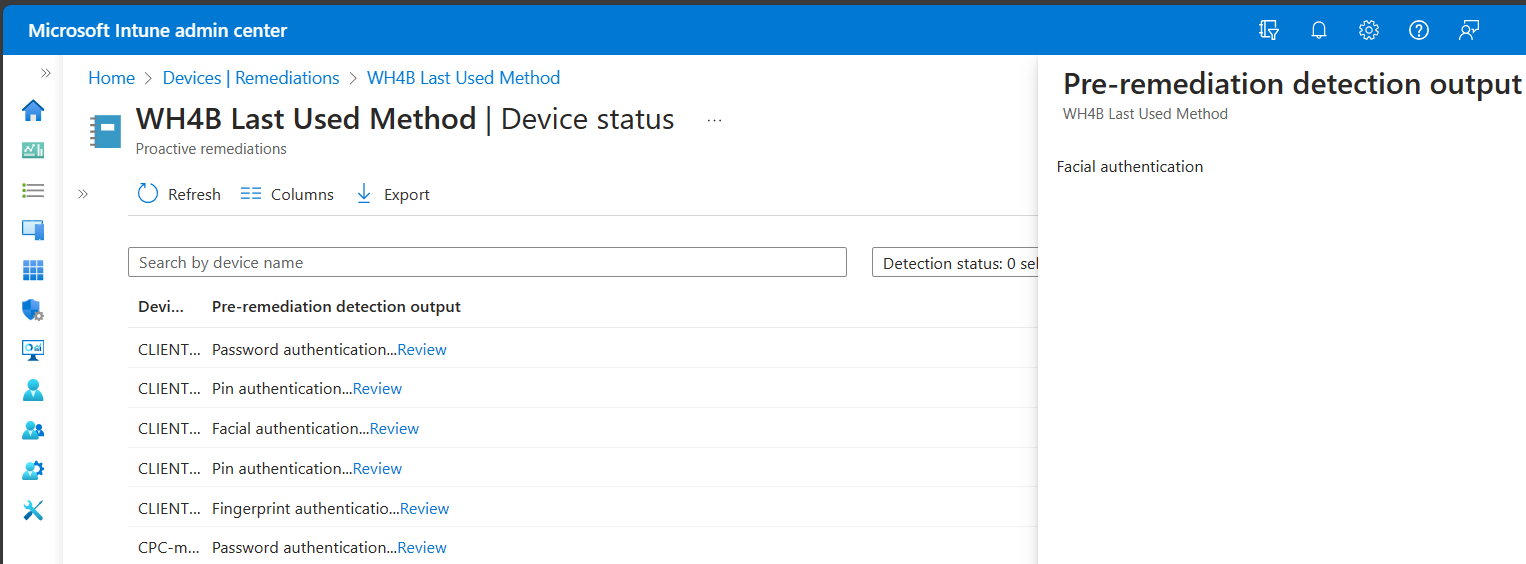 Microsoft Intune admin center
Home > Devices | Remediations > WH4B Last Used Method
WH4B Last Used Method | Device status ...
Proactive remediations
Refresh Columns Export
Search by device name
Detection status: 0 sel
Devi... Pre-remediation detection output
CLIENT... Password authentication...Review
CLIENT... Pin authentication...Review
CLIENT... Facial authentication...Review
CLIENT... Pin authentication...Review
CLIENT... Fingerprint authenticatio...Review
CPC-m... Password authentication...Review
Pre-remediation detection output
WH4B Last Used Method
Facial authentication